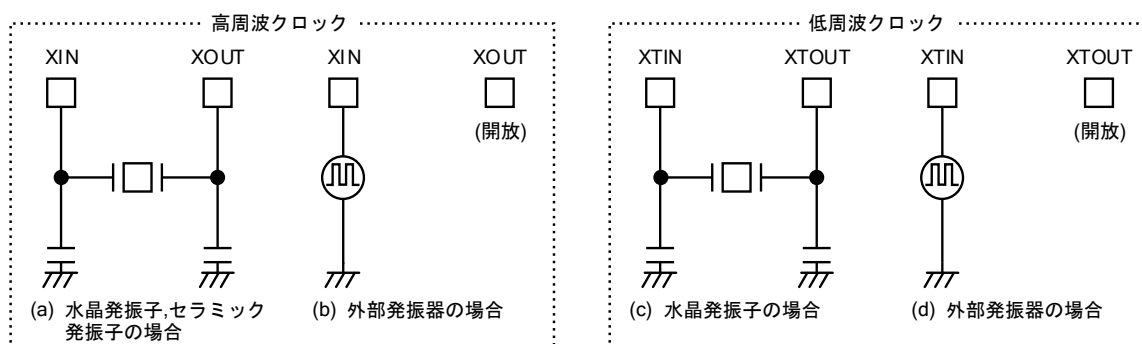 高周波クロック
XIN XOUT XIN XOUT
(開放)
(a) 水晶発振子,セラミック
発振子の場合
(b) 外部発振器の場合
低周波クロック
XTIN XTOUT XTIN XTOUT
(開放)
(c) 水晶発振子の場合
(d) 外部発振器の場合